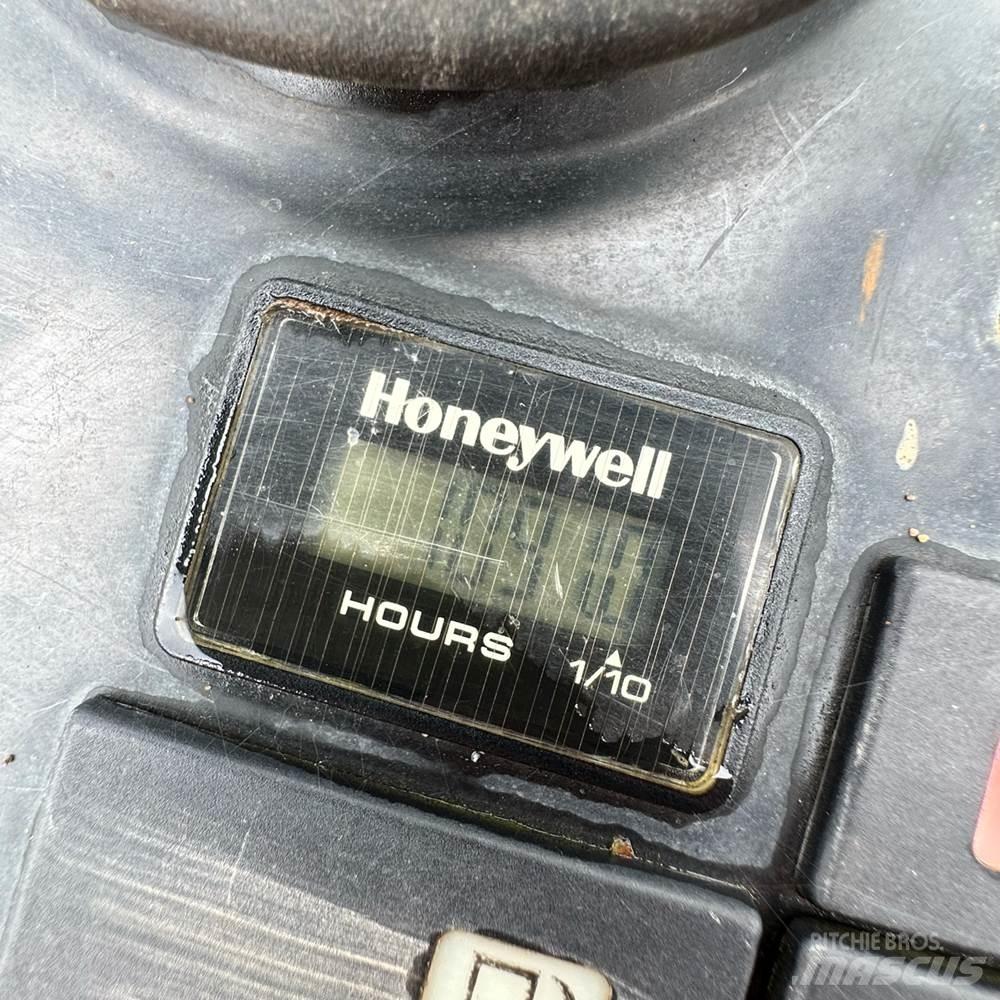 Honeywell
HOURS
1/10
RITCHIE BROS.
MASCUS